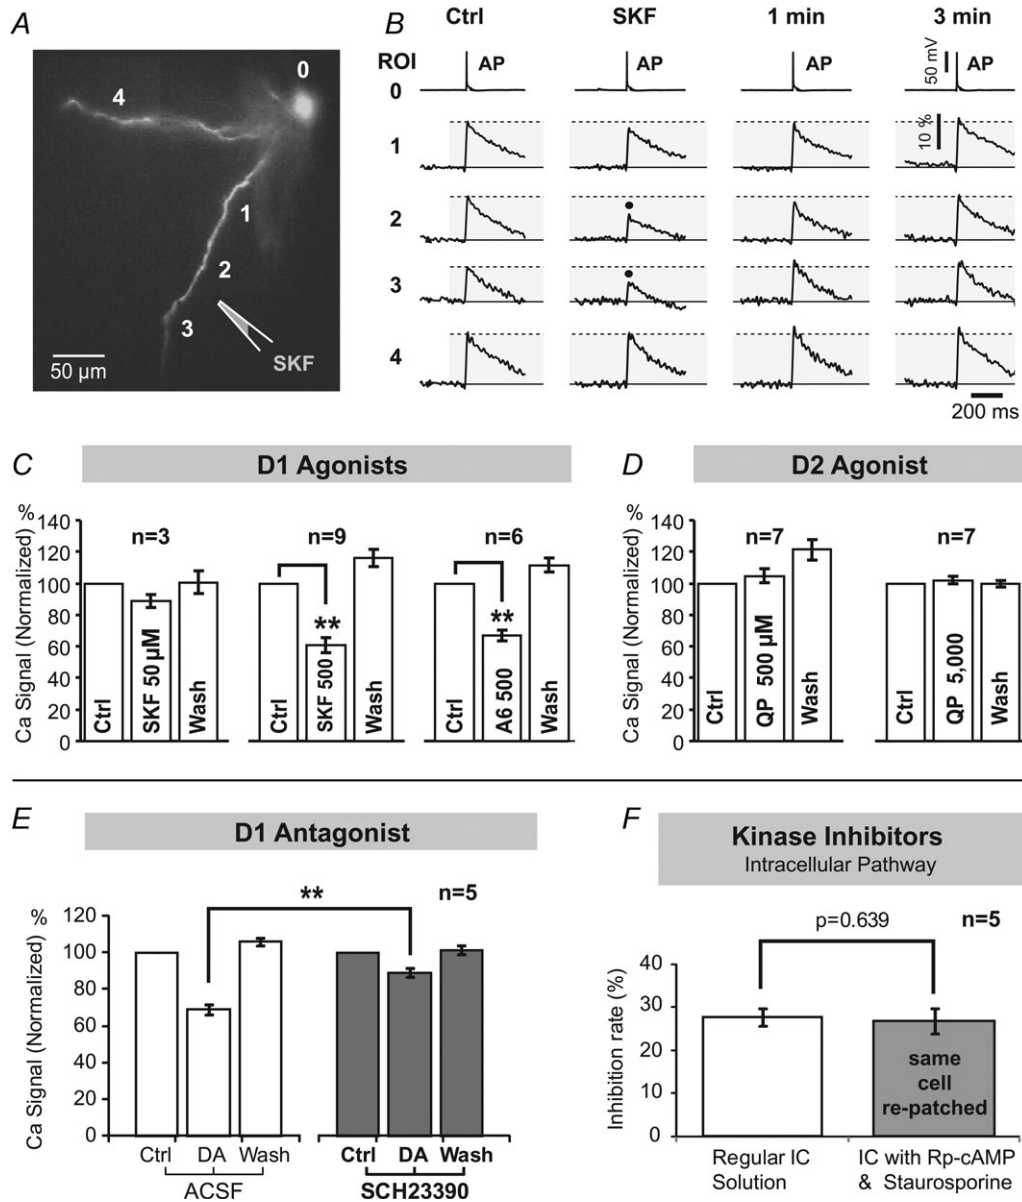 A
0
4
1
2
3
SKF
50 µm
B
Ctrl SKF 1 min 3 min
ROI
0 AP AP AP AP 50 mV
1 10 %
2
3
4
200 ms
C
D1 Agonists
Ca Signal (Normalized) %
140
120
100
80
60
40
20
0
n=3 n=9 n=6
** **
Ctrl SKF 50 µM Wash
Ctrl SKF 500 Wash
Ctrl A6 500 Wash
D
D2 Agonist
Ca Signal (Normalized) %
140
120
100
80
60
40
20
0
n=7 n=7
Ctrl QP 500 µM Wash
Ctrl QP 5,000 Wash
E
D1 Antagonist
Ca Signal (Normalized) %
120
100
80
60
40
20
0
** n=5
Ctrl DA Wash Ctrl DA Wash
ACSF SCH23390
F
Kinase Inhibitors
Intracellular Pathway
p=0.639 n=5
Inhibition rate (%)
40
30
20
10
0
same
cell
re-patched
Regular IC
Solution
IC with Rp-cAMP
& Staurosporine